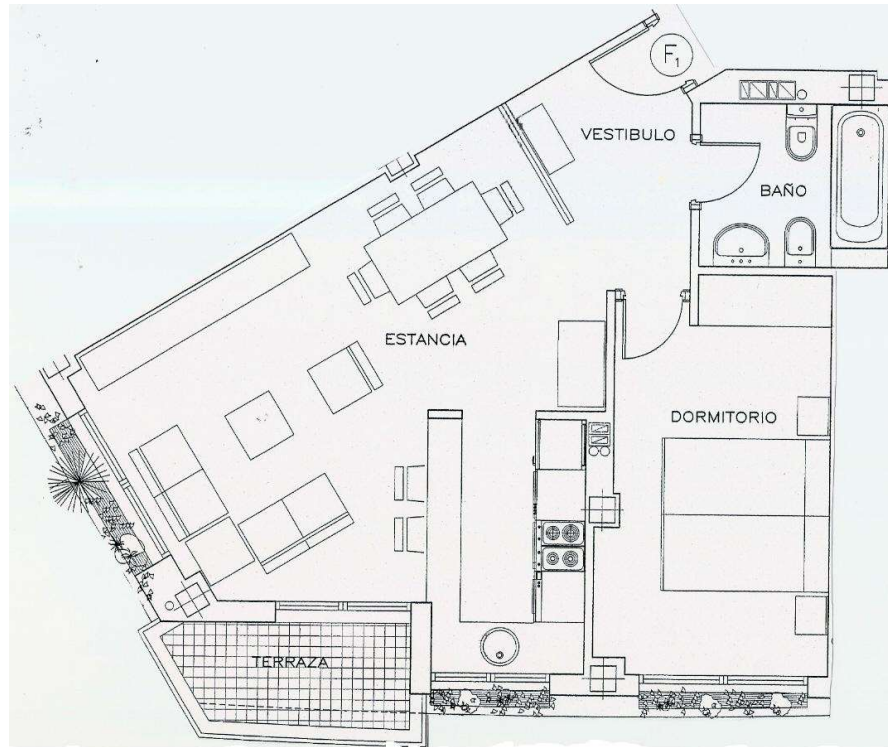 F1
VESTIBULO
BAÑO
ESTANCIA
DORMITORIO
TERRAZA